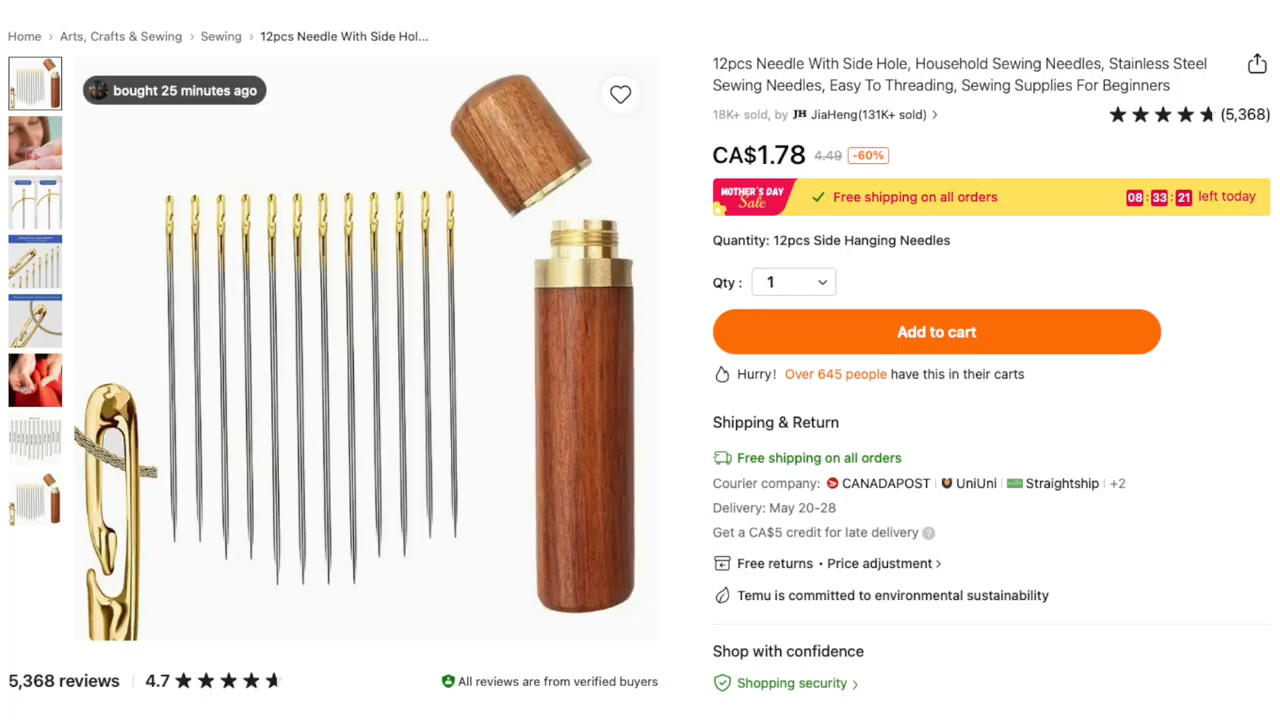 Home › Arts, Crafts & Sewing › Sewing › 12pcs Needle With Side Hol...
bought 25 minutes ago
12pcs Needle With Side Hole, Household Sewing Needles, Stainless Steel
Sewing Needles, Easy To Threading, Sewing Supplies For Beginners
18K+ sold, by JH JiaHeng(131K+ sold) >
(5,368)
CA$1.78 4.49 -60%
MOTHER'S DAY
Sale
Free shipping on all orders
08:33:21 left today
Quantity: 12pcs Side Hanging Needles
Qty : 1
Add to cart
Hurry! Over 645 people have this in their carts
Shipping & Return
Free shipping on all orders
Courier company: CANADAPOST | UniUni | Straightship | +2
Delivery: May 20-28
Get a CA$5 credit for late delivery ?
Free returns • Price adjustment >
Temu is committed to environmental sustainability
Shop with confidence
Shopping security >
5,368 reviews | 4.7
All reviews are from verified buyers